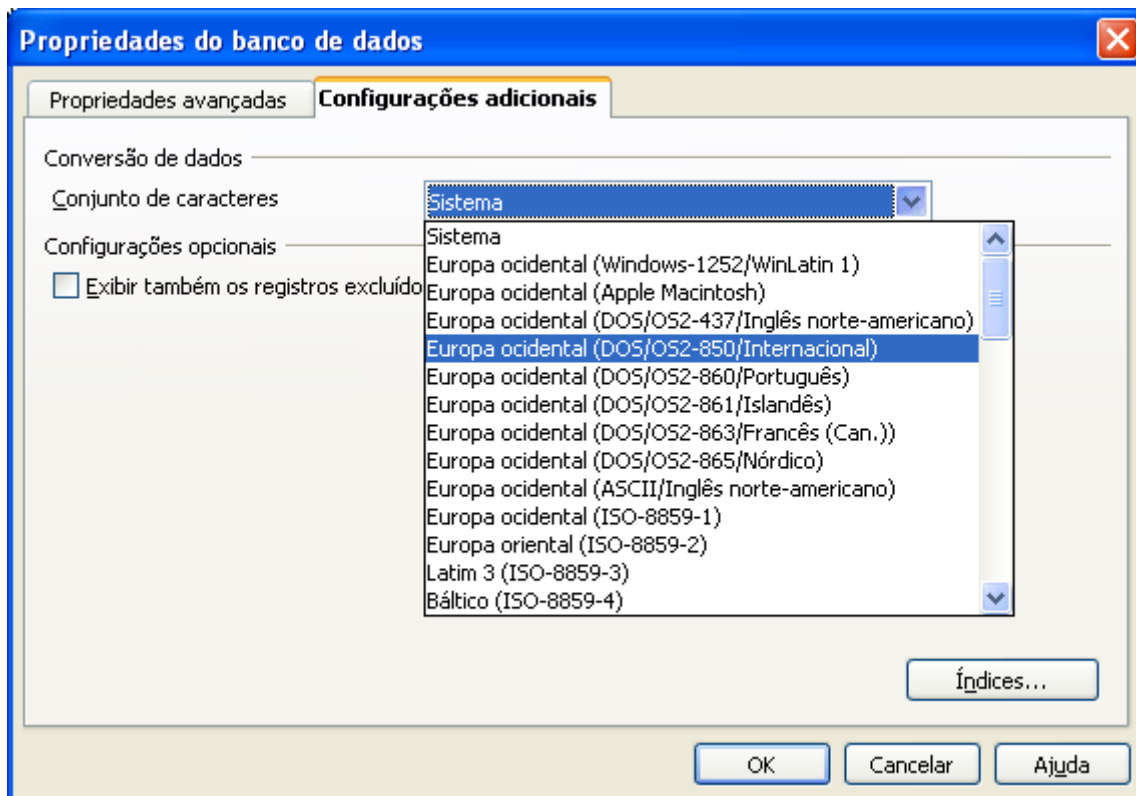 Propriedades do banco de dados
Propriedades avançadas Configurações adicionais
Conversão de dados
Conjunto de caracteres Sistema
Sistema
Configurações opcionais
Europa ocidental (Windows-1252/WinLatin 1)
Exibir também os registros excluído
Europa ocidental (Apple Macintosh)
Europa ocidental (DOS/OS2-437/Inglês norte-americano)
Europa ocidental (DOS/OS2-850/Internacional)
Europa ocidental (DOS/OS2-860/Português)
Europa ocidental (DOS/OS2-861/Islandês)
Europa ocidental (DOS/OS2-863/Francês (Can.))
Europa ocidental (DOS/OS2-865/Nórdico)
Europa ocidental (ASCII/Inglês norte-americano)
Europa ocidental (ISO-8859-1)
Europa oriental (ISO-8859-2)
Latim 3 (ISO-8859-3)
Báltico (ISO-8859-4)
Índices...
OK Cancelar Ajuda